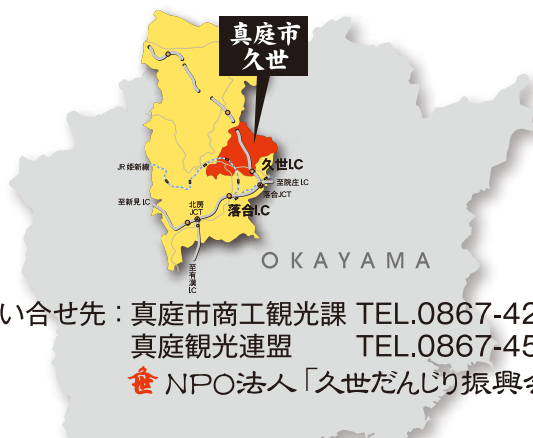 真庭市
久世
久世I.C
JR姫新線
至院庄I.C
落合JCT
至新見I.C
北房
JCT
落合I.C
至有漢I.C
OKAYAMA
い合せ先：真庭市商工観光課 TEL.0867-42
真庭観光連盟 TEL.0867-45
NPO法人「久世だんじり振興会